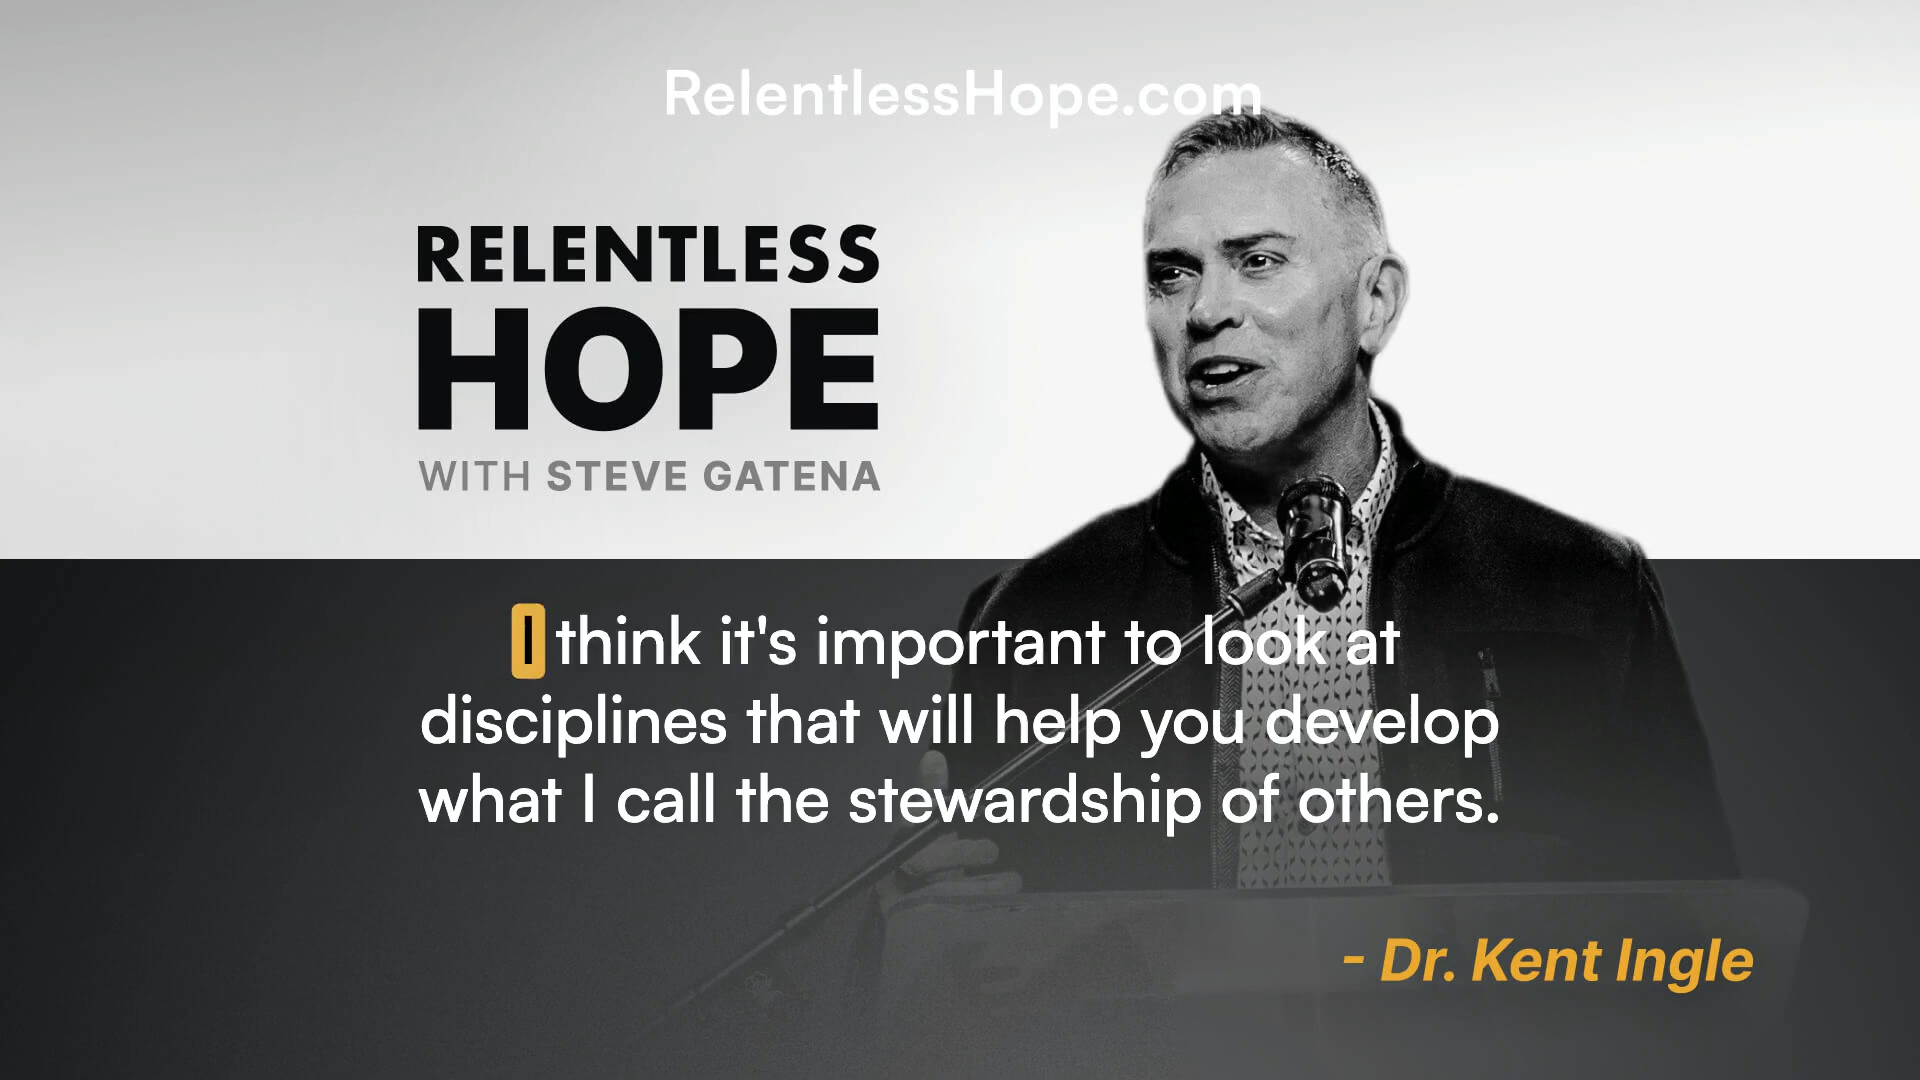 RelentlessHope.com
RELENTLESS
HOPE
WITH STEVE GATENA
I think it's important to look at
disciplines that will help you develop
what I call the stewardship of others.
- Dr. Kent Ingle